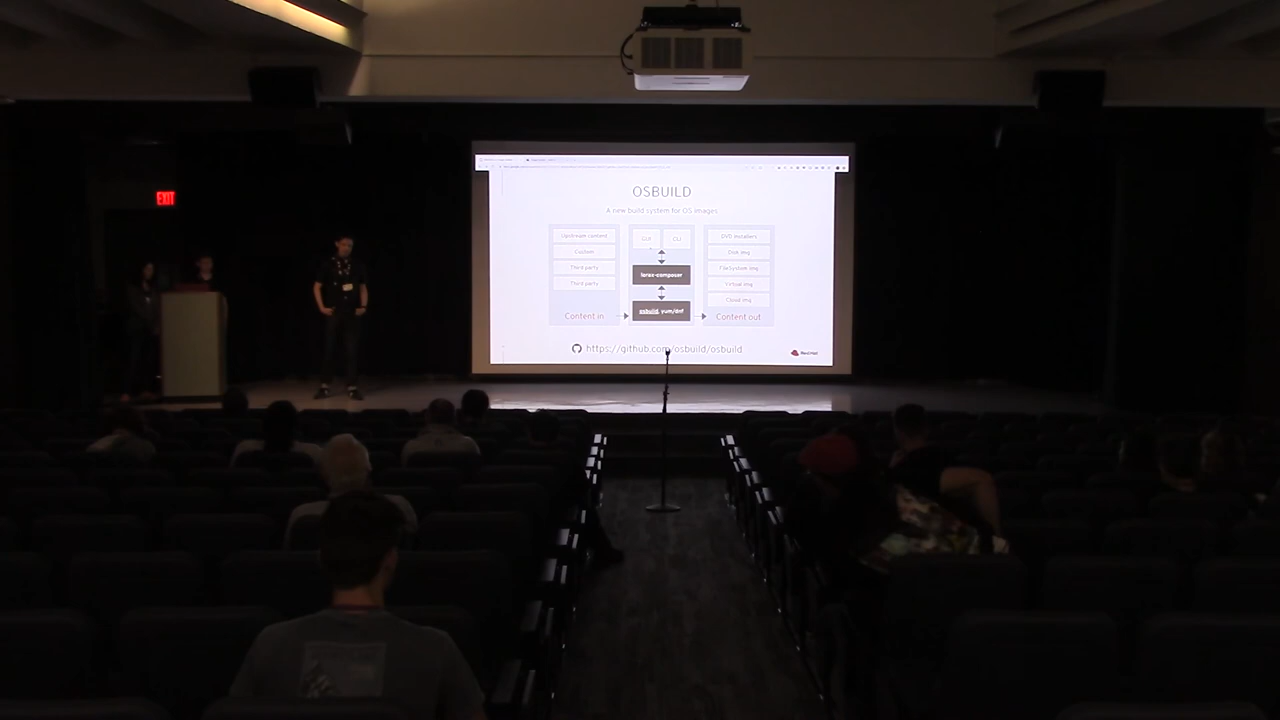 EXIT
OSBUILD
A new build system for OS images
Upstream content
Custom
Third party
Third party
Content in
GUI
CLI
lorax-composer
osbuild, yum/dnf
DVD installers
Disk img
FileSystem img
Virtual img
Cloud img
Content out
https://github.com/osbuild/osbuild
Red Hat